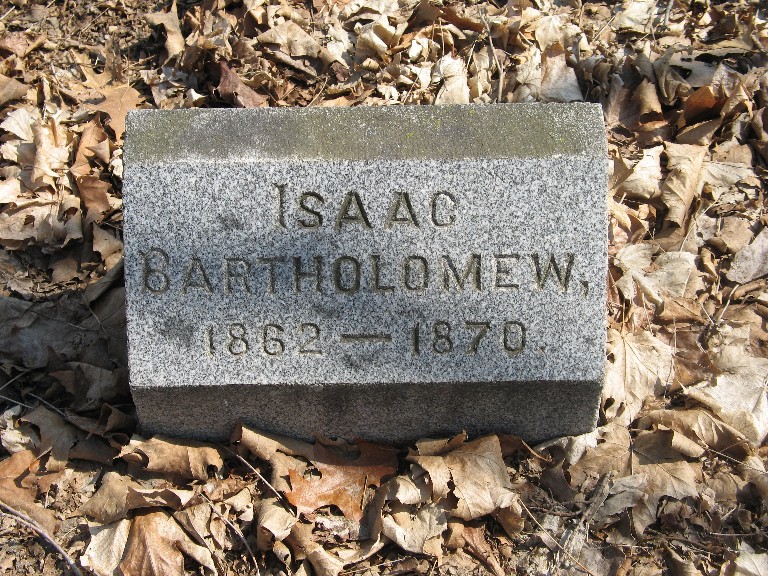 ISAAC
BARTHOLOMEW,
1862 — 1870.